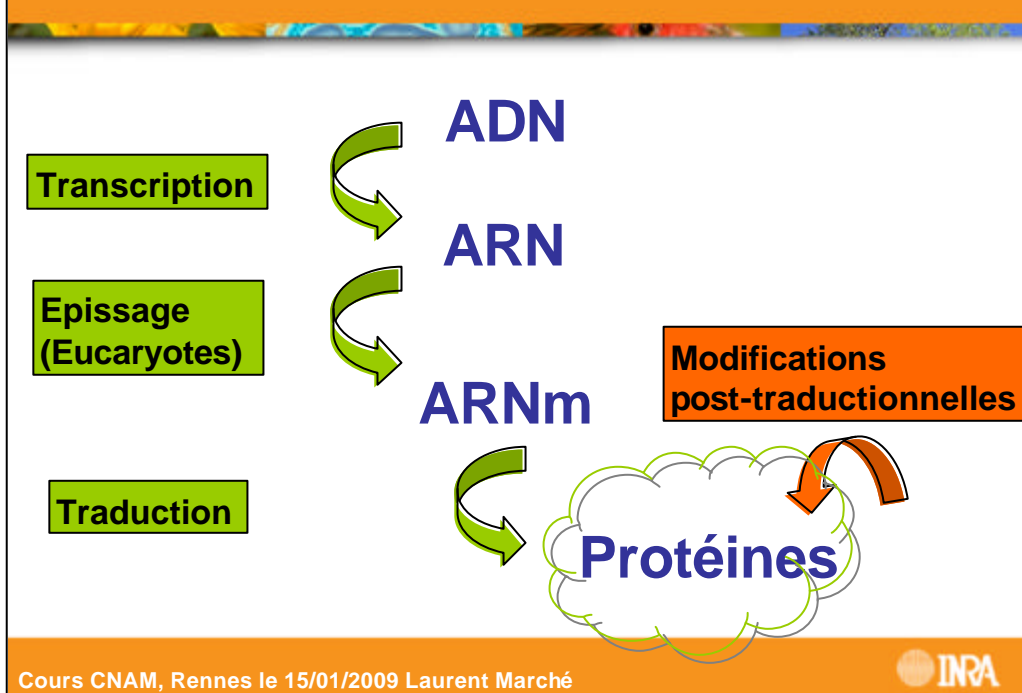 ADN
Transcription
ARN
Epissage
(Eucaryotes)
Modifications
post-traductionnelles
ARNm
Traduction
Protéines
Cours CNAM, Rennes le 15/01/2009 Laurent Marché
INRA